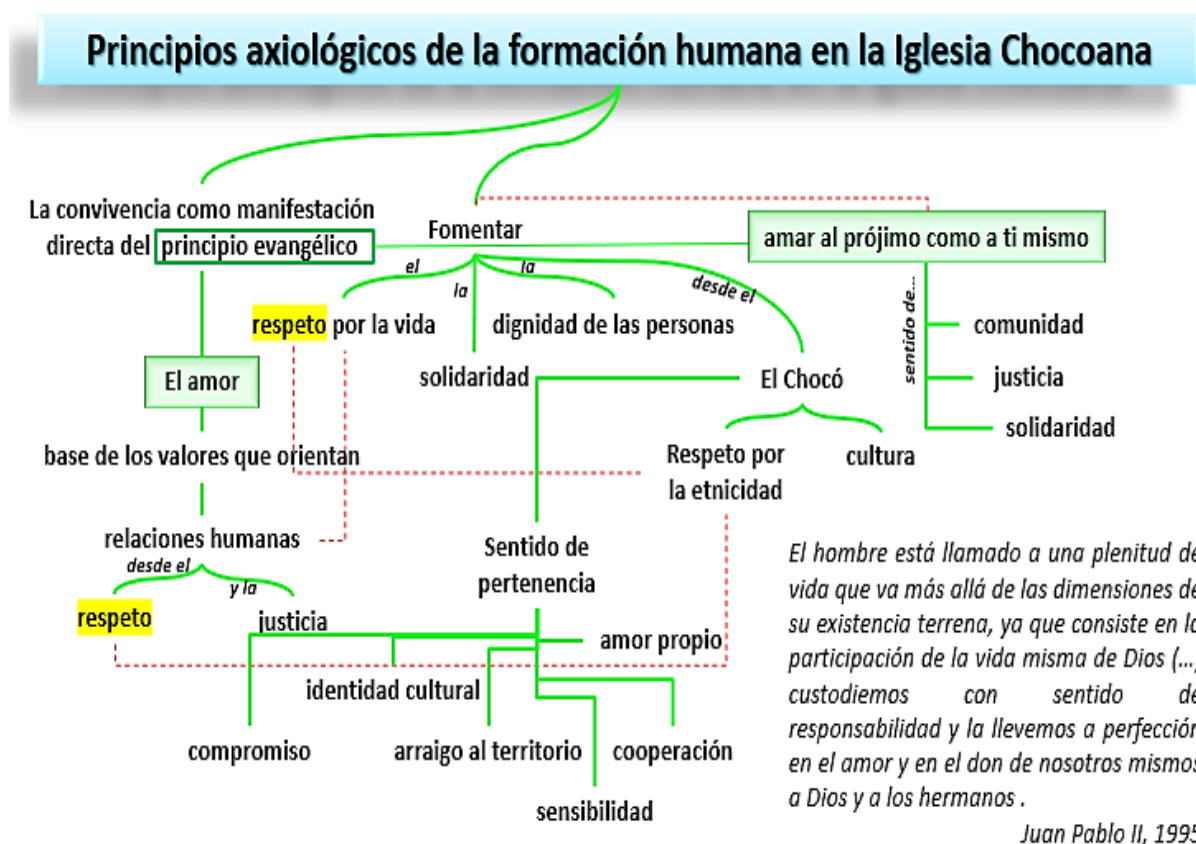 Principios axiológicos de la formación humana en la Iglesia Chocoana
La convivencia como manifestación
directa del principio evangélico
Fomentar
amar al prójimo como a ti mismo
el
la
la
desde el
sentido de...
respeto por la vida
dignidad de las personas
comunidad
El amor
solidaridad
El Chocó
justicia
solidaridad
base de los valores que orientan
Respeto por
la etnicidad
cultura
relaciones humanas
desde el
y la
respeto
justicia
Sentido de
pertenencia
amor propio
identidad cultural
compromiso
arraigo al territorio
cooperación
sensibilidad
El hombre está llamado a una plenitud de
vida que va más allá de las dimensiones de
su existencia terrena, ya que consiste en la
participación de la vida misma de Dios (...)
custodiemos con sentido de
responsabilidad y la llevemos a perfección
en el amor y en el don de nosotros mismos
a Dios y a los hermanos .
Juan Pablo II, 1995